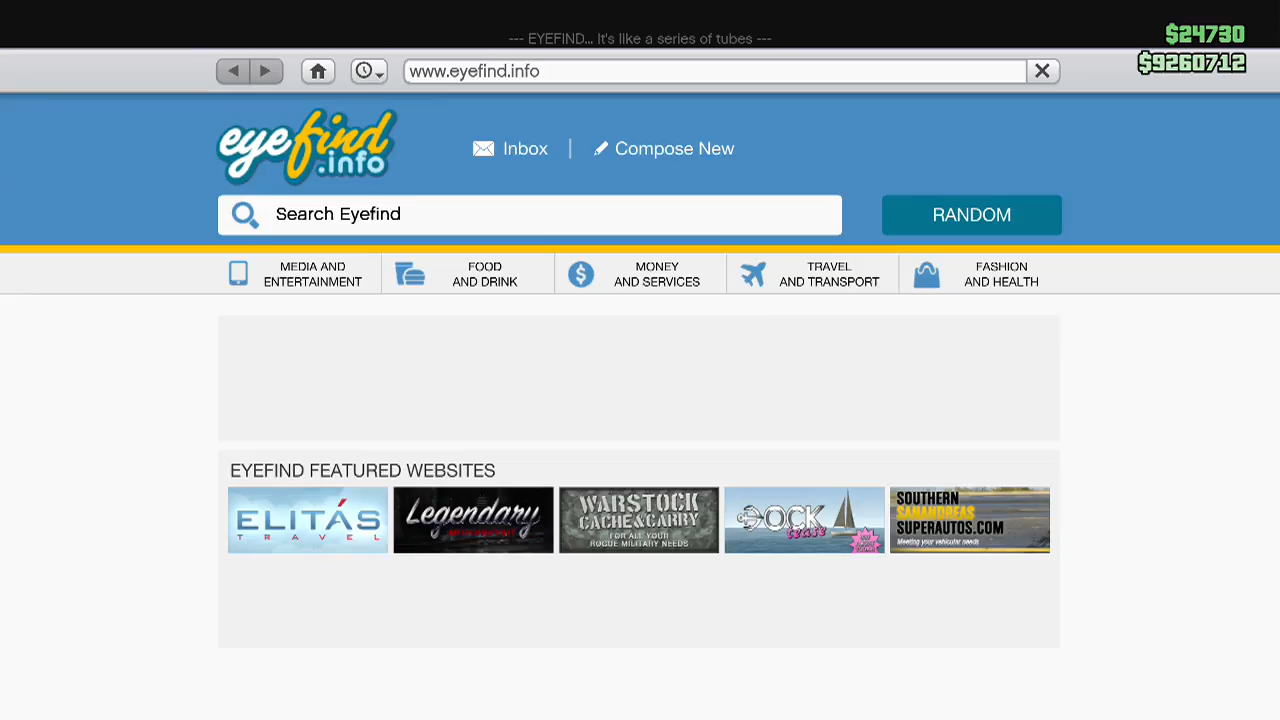 --- EYEFIND... It's like a series of tubes ---
$24730
$9260712
www.eyefind.info
eyefind
.info
Inbox
Compose New
Search Eyefind
RANDOM
MEDIA AND
ENTERTAINMENT
FOOD
AND DRINK
MONEY
AND SERVICES
TRAVEL
AND TRANSPORT
FASHION
AND HEALTH
EYEFIND FEATURED WEBSITES
ELITÁS
TRAVEL
Legendary
WARSTOCK
CACHE&CARRY
FOR ALL YOUR
ROGUE MILITARY NEEDS
DOCK
tease
SOUTHERN
SANANDREAS
SUPERAUTOS.COM
Meeting your vehicular needs